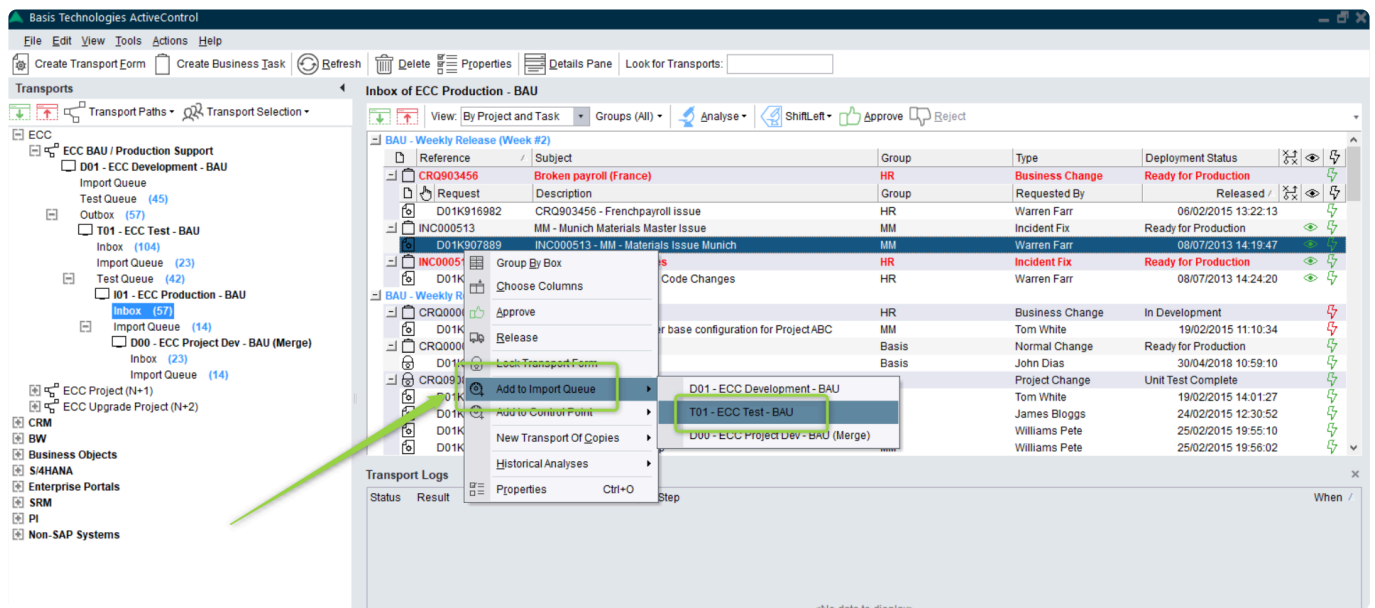 Basis Technologies ActiveControl
File Edit View Tools Actions Help
Create Transport Form Create Business Task Refresh Delete Properties Details Pane Look for Transports:
Transports
Transport Paths Transport Selection
ECC
ECC BAU / Production Support
D01 - ECC Development - BAU
Import Queue
Test Queue (45)
Outbox (57)
T01 - ECC Test - BAU
Inbox (104)
Import Queue (23)
Test Queue (42)
I01 - ECC Production - BAU
Inbox (57)
Import Queue (14)
D00 - ECC Project Dev - BAU (Merge)
Inbox (23)
Import Queue (14)
ECC Project (N+1)
ECC Upgrade Project (N+2)
CRM
BW
Business Objects
S/4HANA
Enterprise Portals
SRM
PI
Non-SAP Systems
Inbox of ECC Production - BAU
View: By Project and Task Groups (All) Analyse ShiftLeft Approve Reject
BAU - Weekly Release (Week #2)
Reference Subject Group Type Deployment Status
CRQ903456 Broken payroll (France) HR Business Change Ready for Production
Request Description Group Requested By Released
D01K916982 CRQ903456 - Frenchpayroll issue HR Warren Farr 06/02/2015 13:22:13
INC000513 MM - Munich Materials Master Issue MM Incident Fix Ready for Production
D01K907889 INC000513 - MM - Materials Issue Munich MM Warren Farr 08/07/2013 14:19:47
INC0005 HR Incident Fix Ready for Production
D01K Code Changes HR Warren Farr 08/07/2013 14:24:20
BAU - Weekly R
CRQ000 HR Business Change In Development
D01K r base configuration for Project ABC MM Tom White 19/02/2015 11:10:34
CRQ000 Basis Normal Change Ready for Production
D01K Basis John Dias 30/04/2018 10:59:10
CRQ090 Project Change Unit Test Complete
D01K Tom White 19/02/2015 14:01:27
D01K James Bloggs 24/02/2015 12:30:52
D01K Williams Pete 25/02/2015 19:55:10
D01K Williams Pete 25/02/2015 19:56:02
Group By Box
Choose Columns
Approve
Release
Lock Transport Form
Add to Import Queue
Add to Control Point
New Transport Of Copies
Historical Analyses
Properties Ctrl+O
D01 - ECC Development - BAU
T01 - ECC Test - BAU
D00 - ECC Project Dev - BAU (Merge)
Transport Logs
Status Result Step When